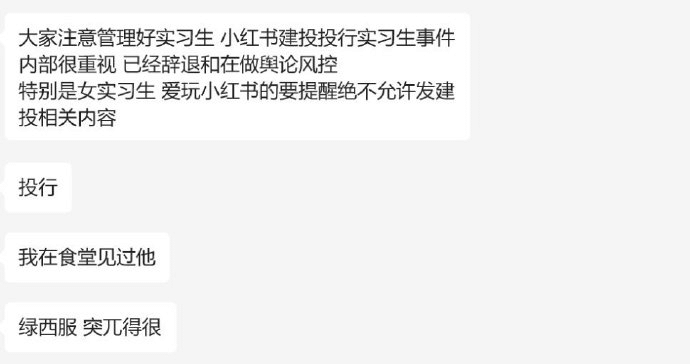 大家注意管理好实习生 小红书建投投行实习生事件
内部很重视 已经辞退和在做舆论风控
特别是女实习生 爱玩小红书的要提醒绝不允许发建
投相关内容
投行
我在食堂见过他
绿西服 突兀得很